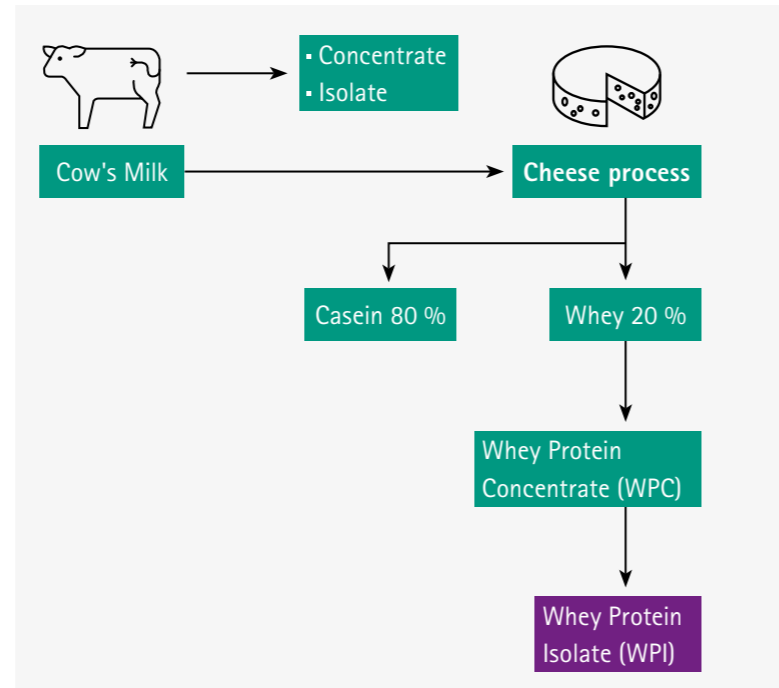 ▪ Concentrate
▪ Isolate
Cow's Milk
Cheese process
Casein 80 %
Whey 20 %
Whey Protein
Concentrate (WPC)
Whey Protein
Isolate (WPI)